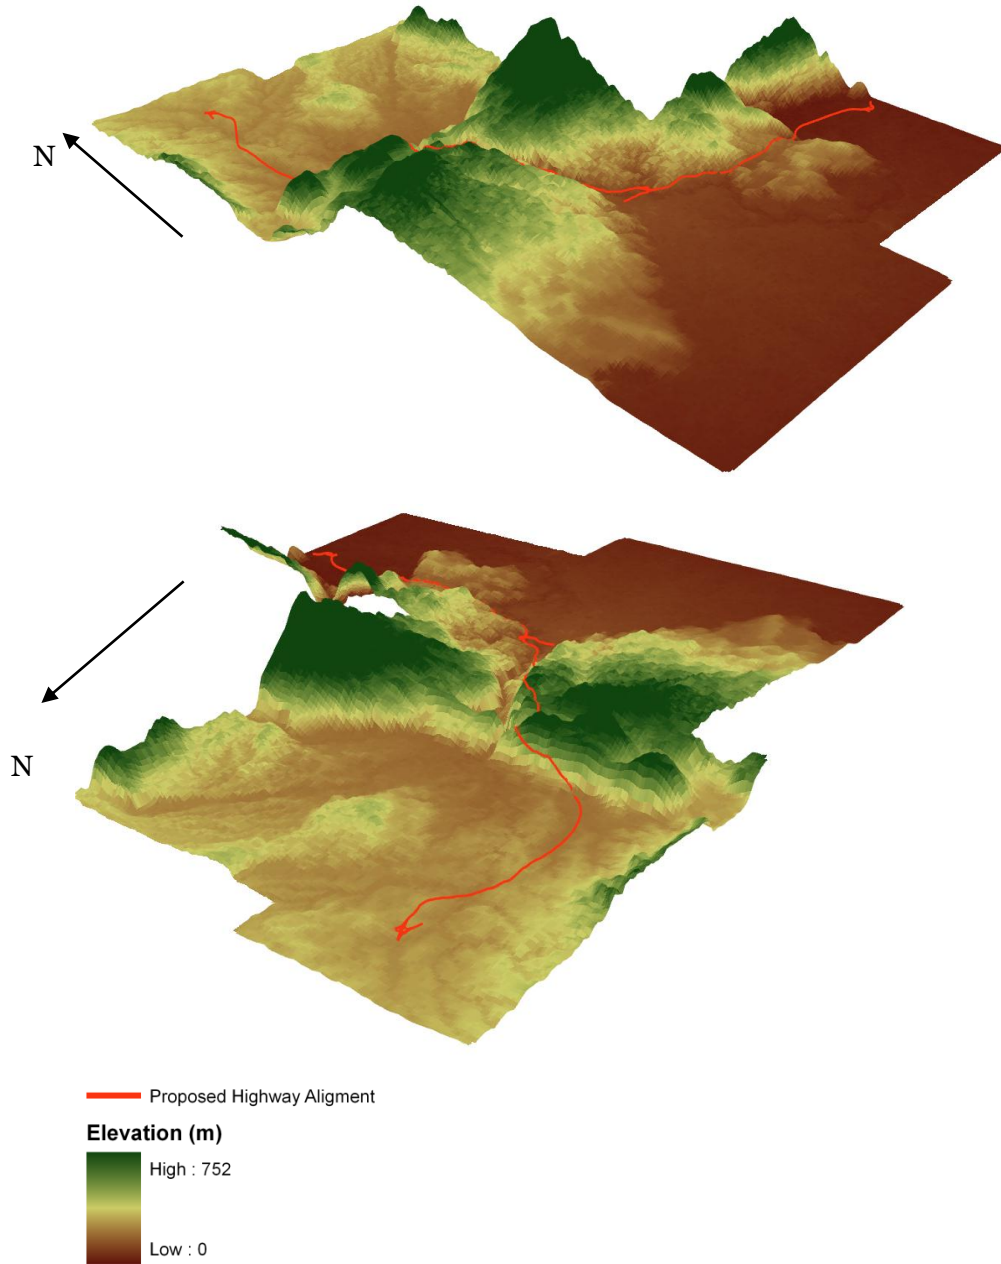 N
N
Proposed Highway Aligment
Elevation (m)
High : 752
Low : 0